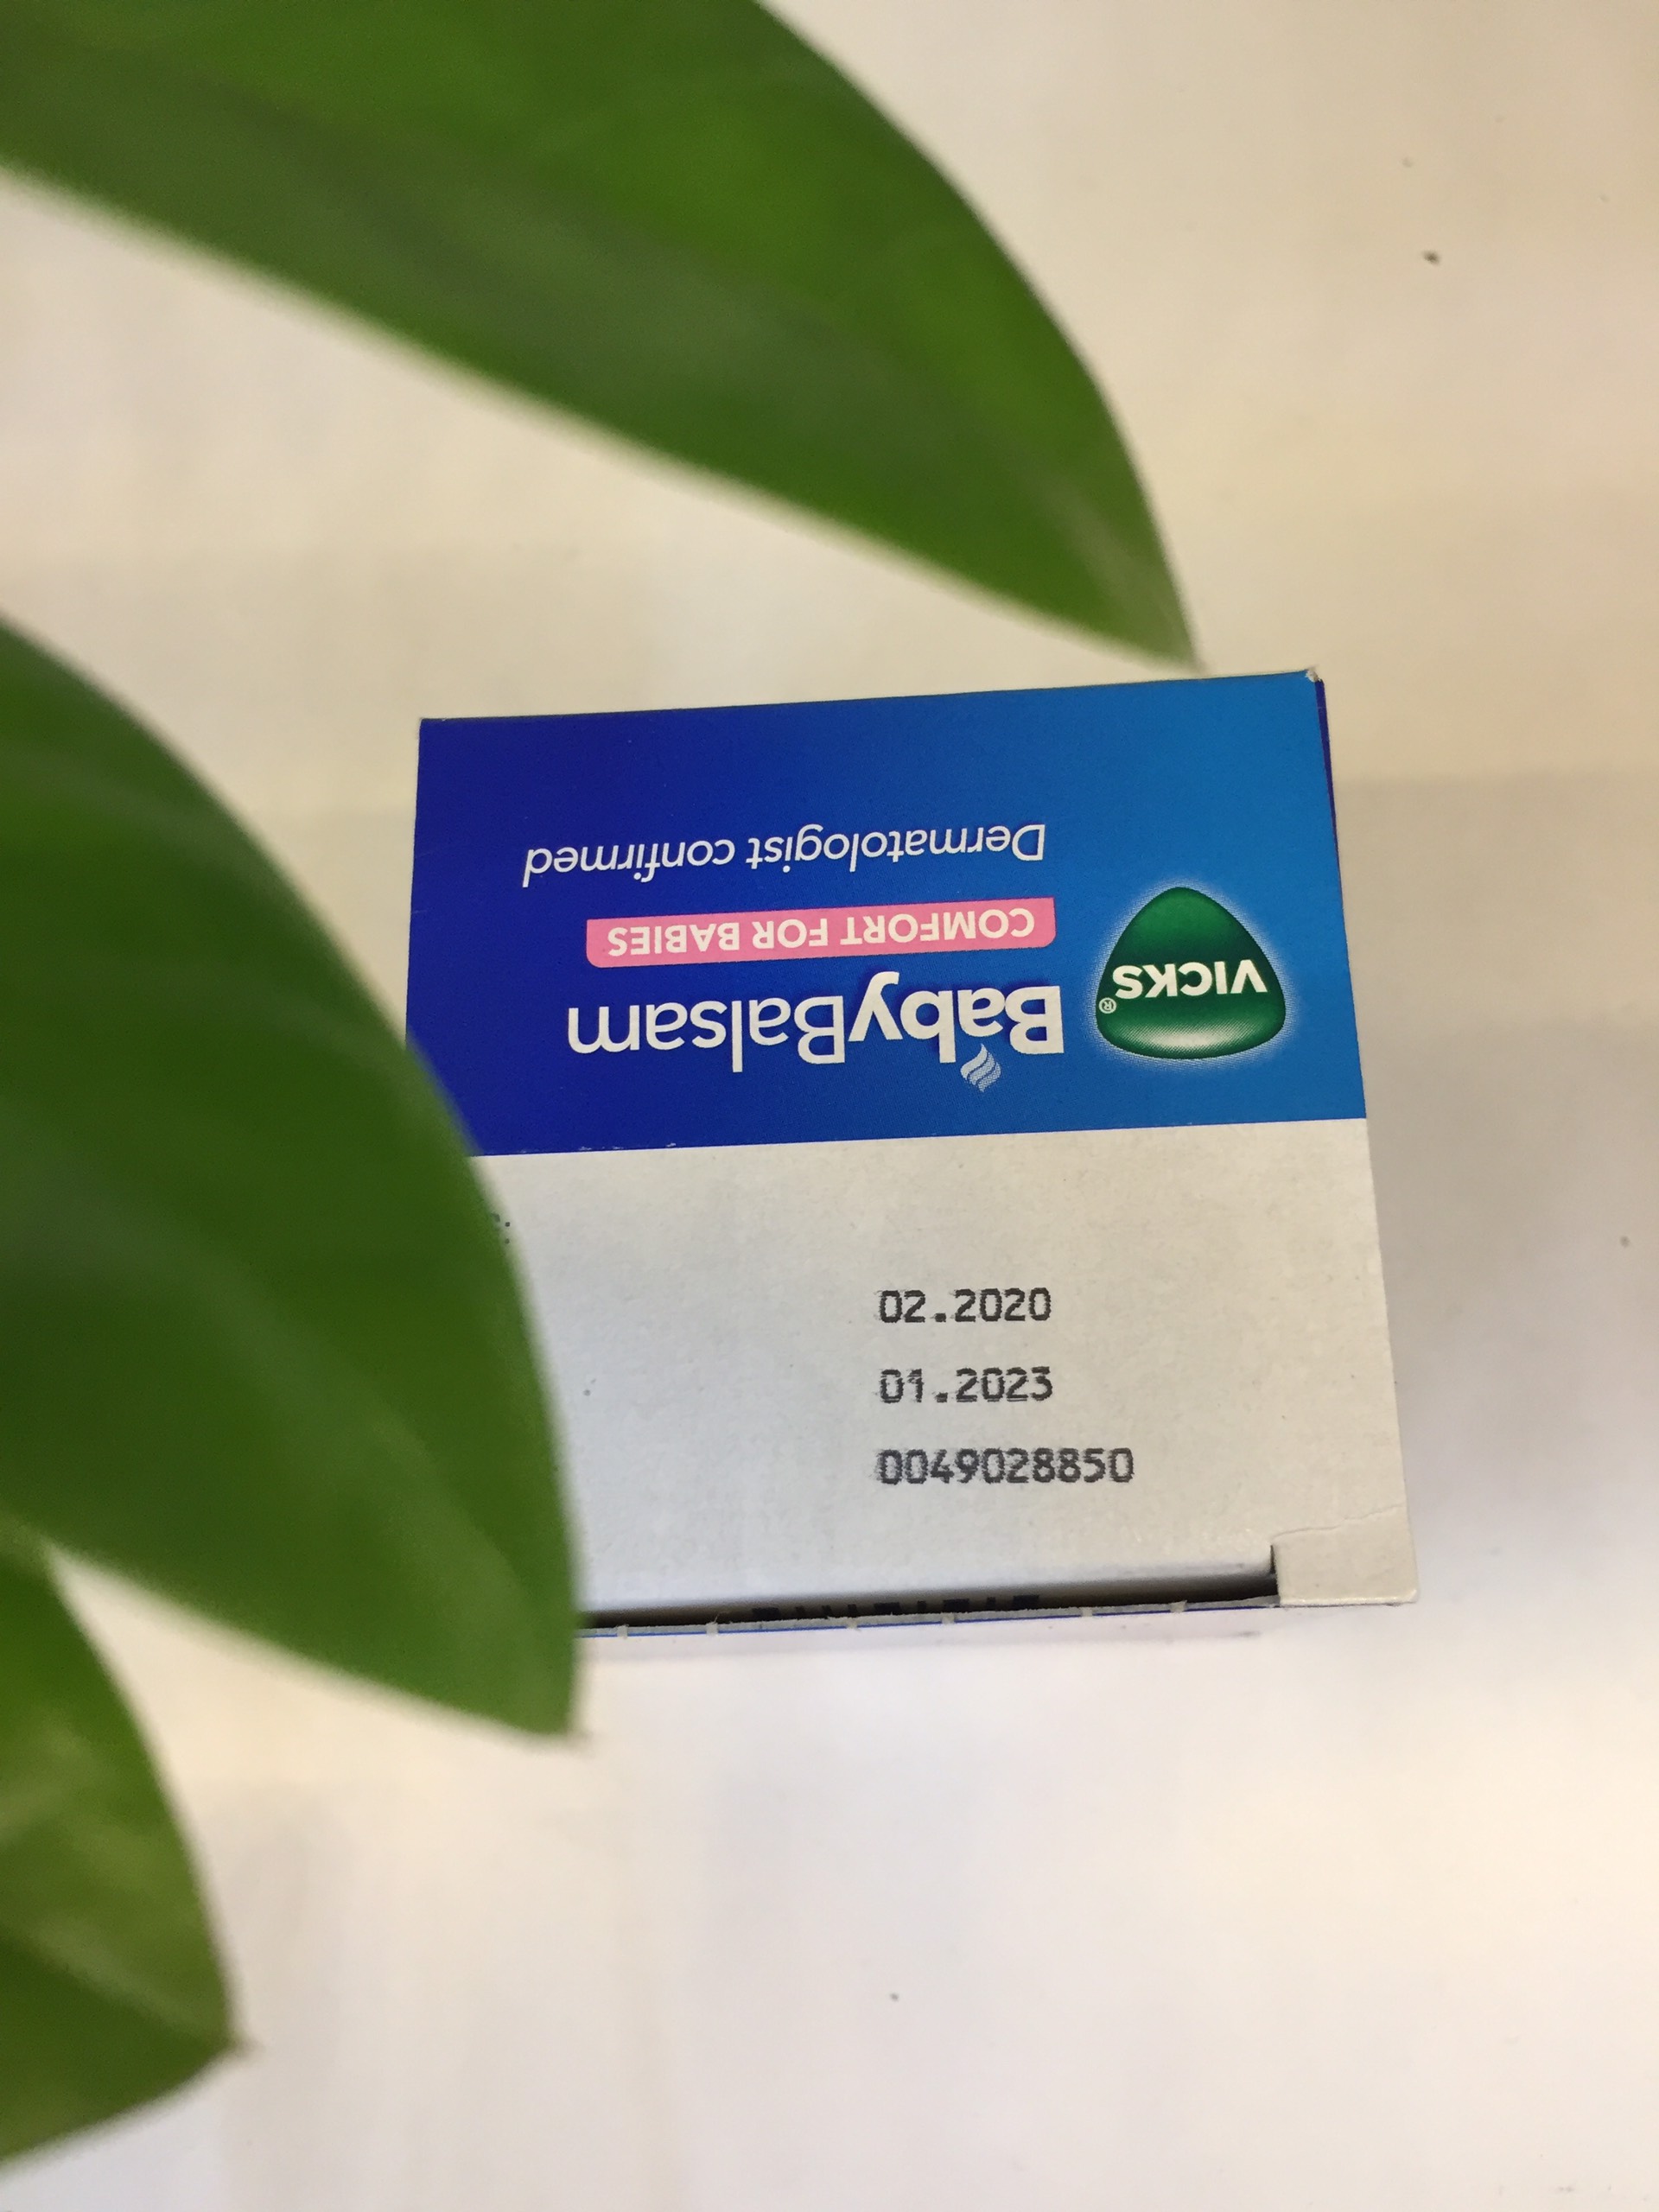 VICKS®
BabyBalsam
COMFORT FOR BABIES
Dermatologist confirmed
02.2020
01.2023
0049028850